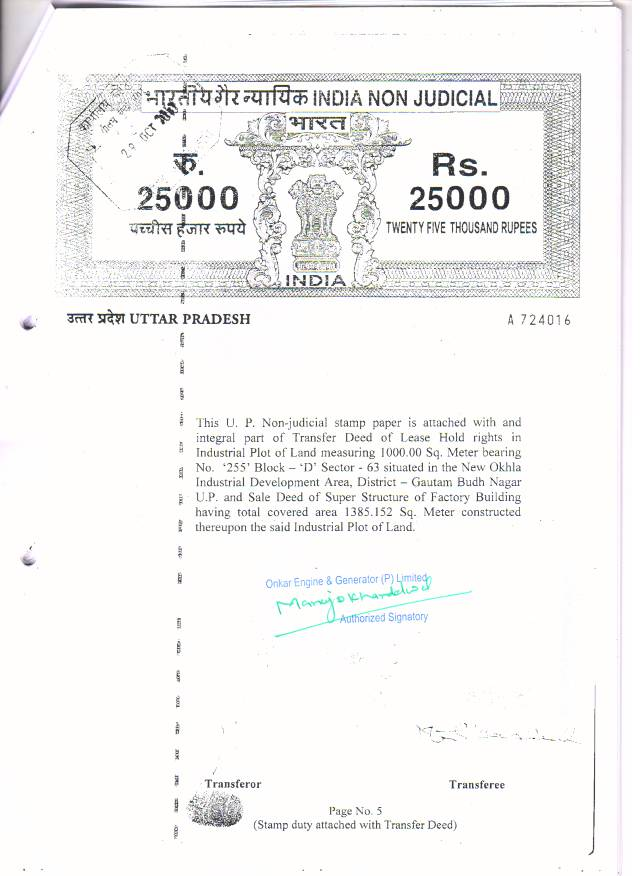 29 OCT
भारतीय गैर न्यायिक INDIA NON JUDICIAL
भारत
रु. Rs.
25000 25000
पच्चीस हजार रुपये TWENTY FIVE THOUSAND RUPEES
INDIA
उत्तर प्रदेश UTTAR PRADESH A 724016
This U. P. Non-judicial stamp paper is attached with and
integral part of Transfer Deed of Lease Hold rights in
Industrial Plot of Land measuring 1000.00 Sq. Meter bearing
No. ‘255’ Block – ‘D’ Sector - 63 situated in the New Okhla
Industrial Development Area, District – Gautam Budh Nagar
U.P. and Sale Deed of Super Structure of Factory Building
having total covered area 1385.152 Sq. Meter constructed
thereupon the said Industrial Plot of Land.
Onkar Engine & Generator (P) Limited
Authorized Signatory
Transferor Transferee
Page No. 5
(Stamp duty attached with Transfer Deed)